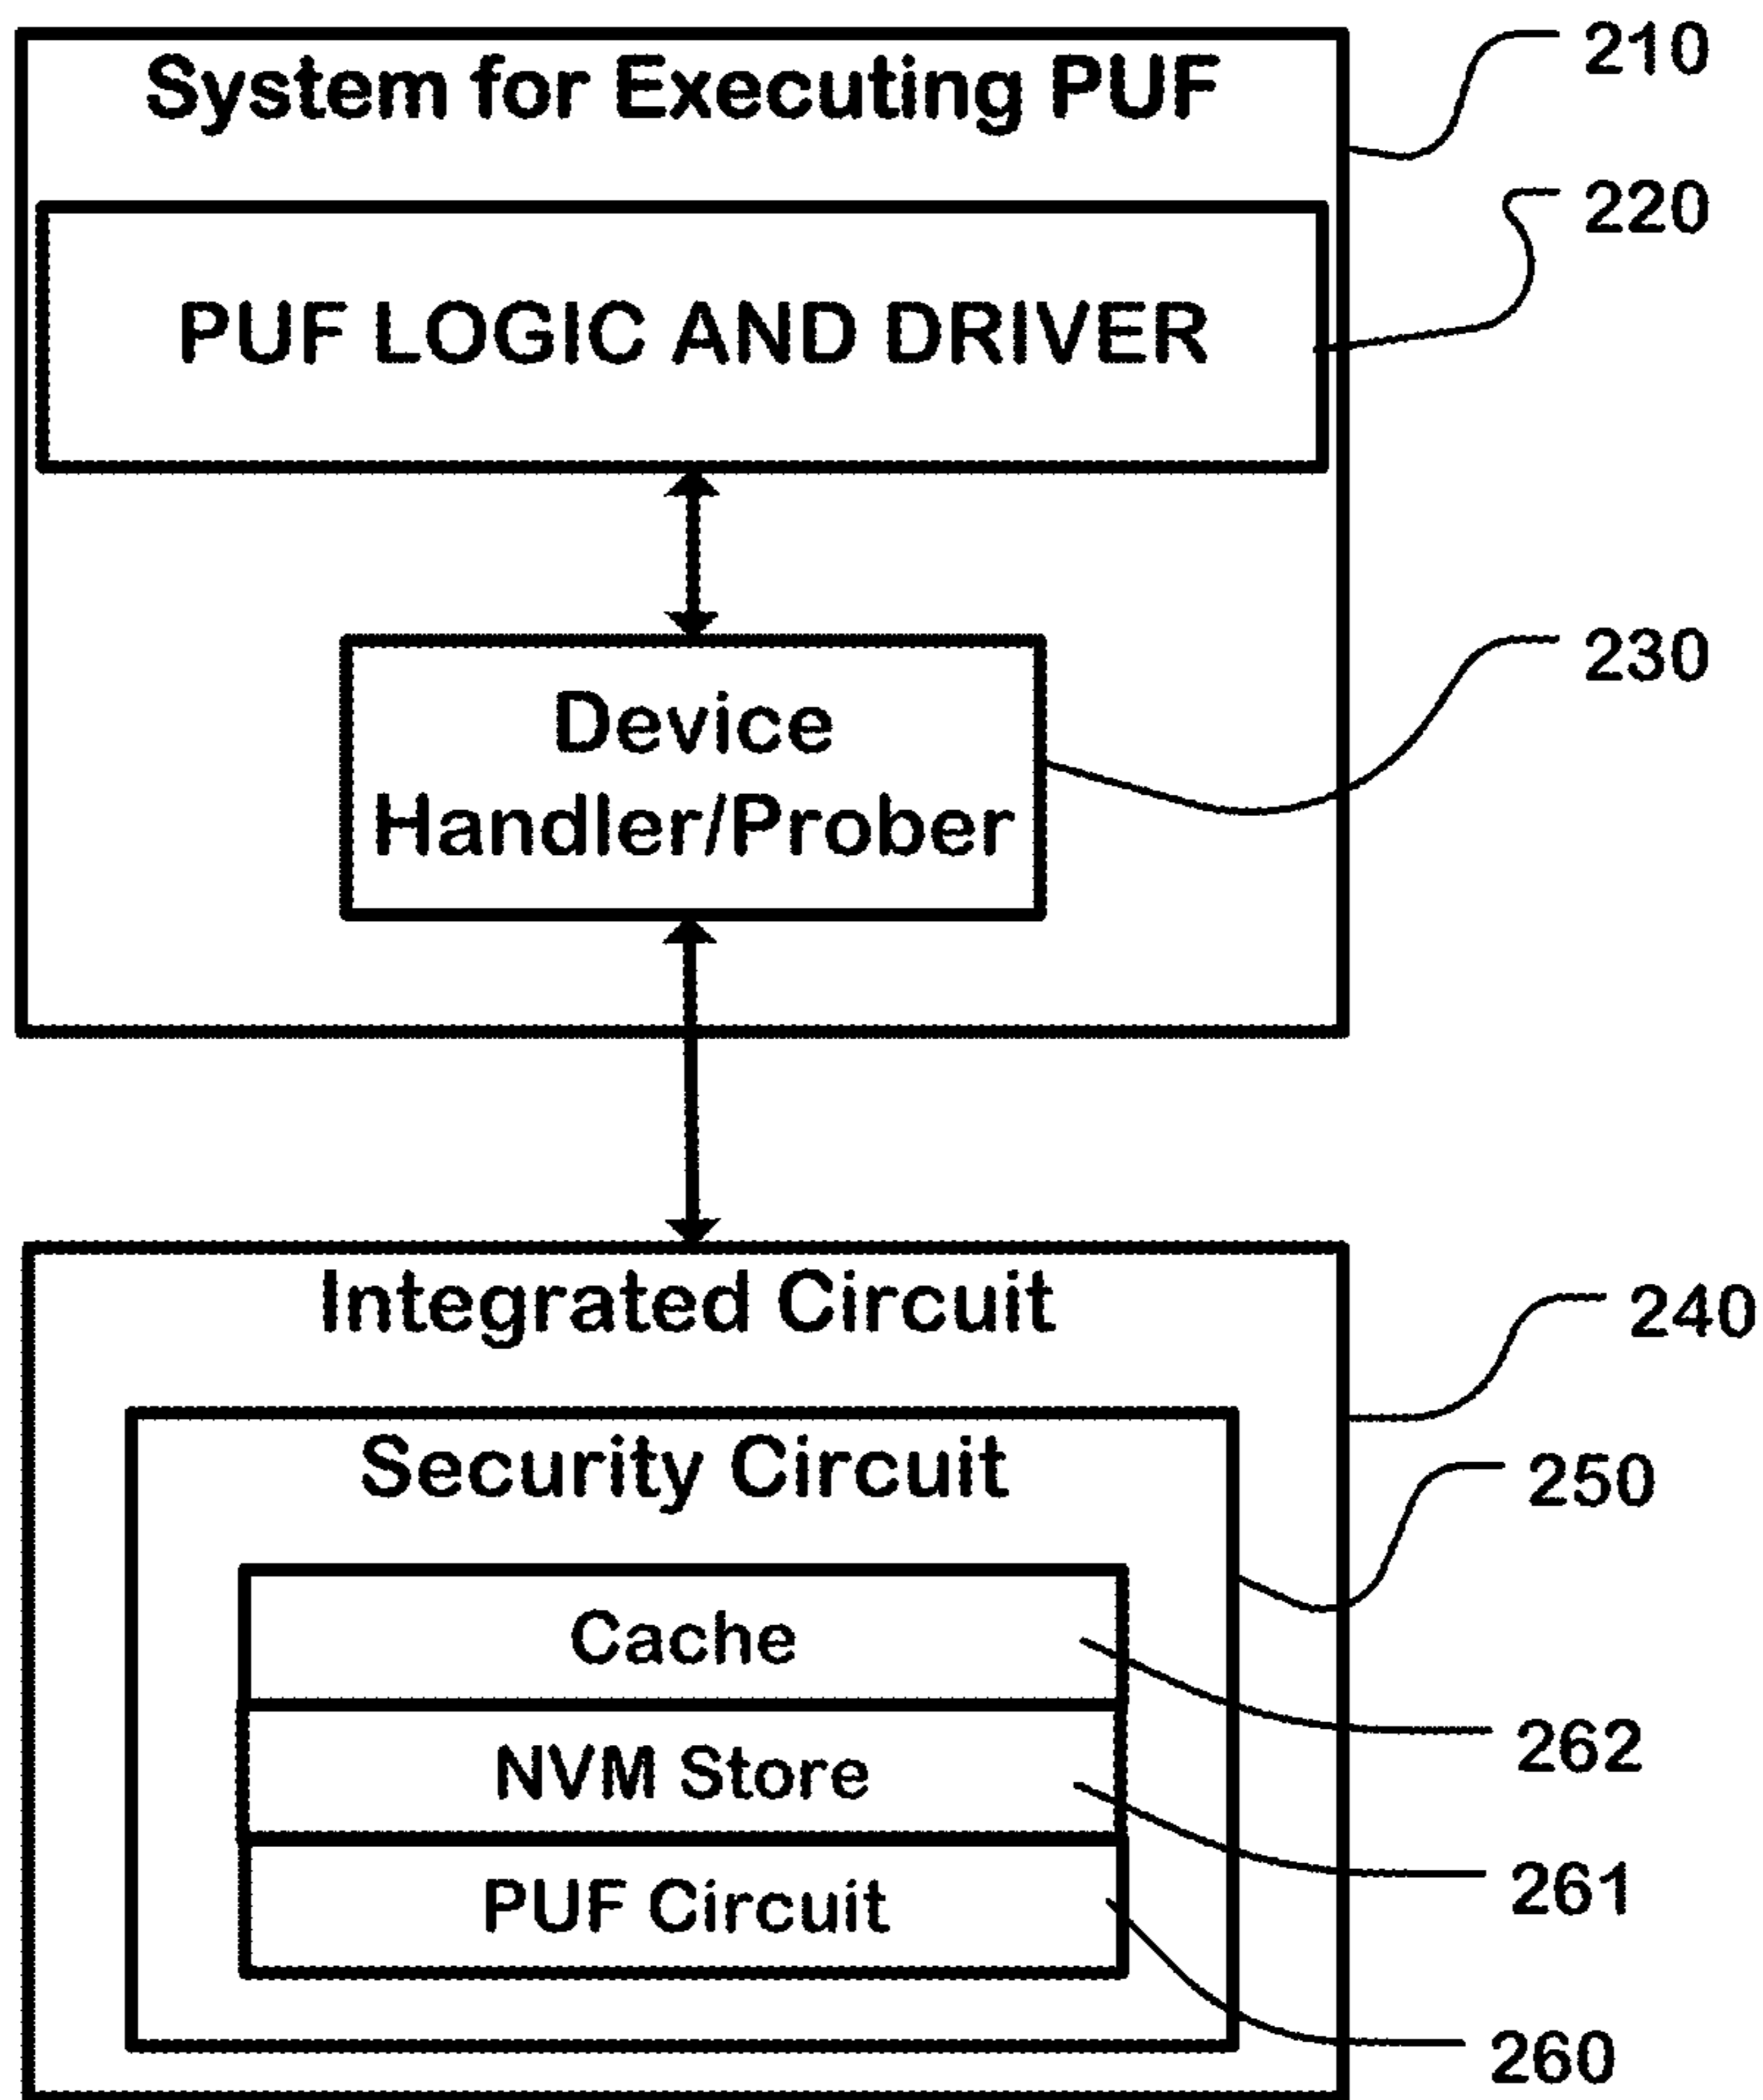 System for Executing PUF
210
PUF LOGIC AND DRIVER
220
Device
Handler/Prober
230
Integrated Circuit
240
Security Circuit
250
Cache
262
NVM Store
261
PUF Circuit
260